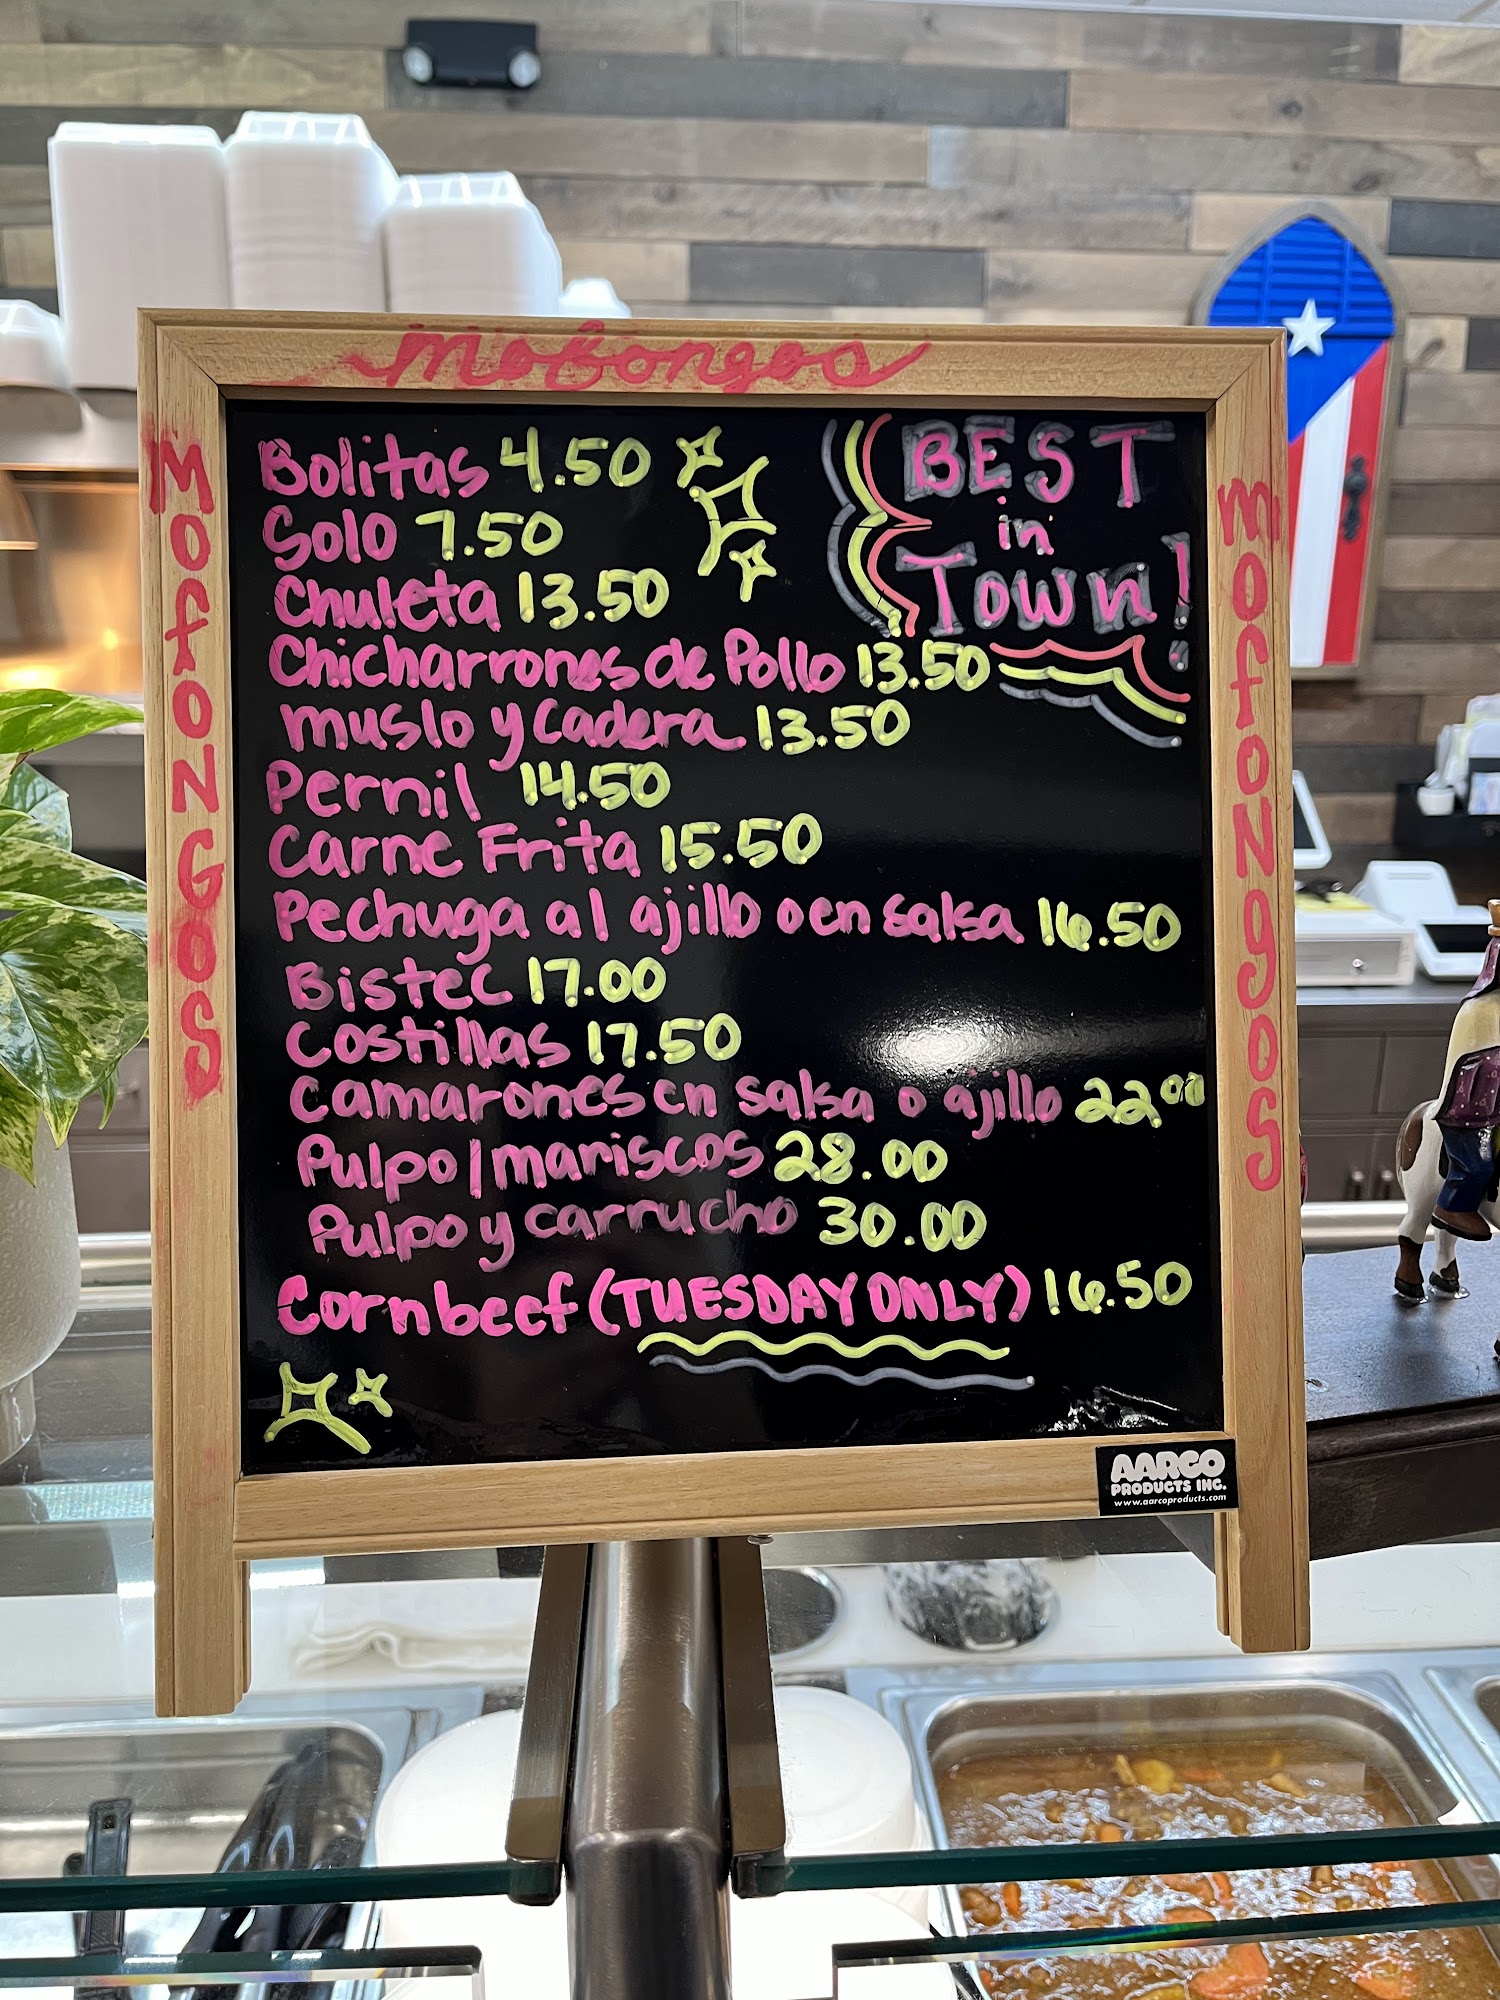 Mofongos
MofonGos
Mofongos
BEST
in
Town!
Bolitas 4.50
Solo 7.50
Chuleta 13.50
Chicharrones de Pollo 13.50
muslo y cadera 13.50
Pernil 14.50
Carne Frita 15.50
Pechuga al ajillo o en salsa 16.50
Bistec 17.00
Costillas 17.50
Camarones en salsa o ajillo 22.00
Pulpo/mariscos 28.00
Pulpo y carrucho 30.00
Cornbeef (TUESDAY ONLY) 16.50
AARCO
PRODUCTS INC.
www.aarcoproducts.com